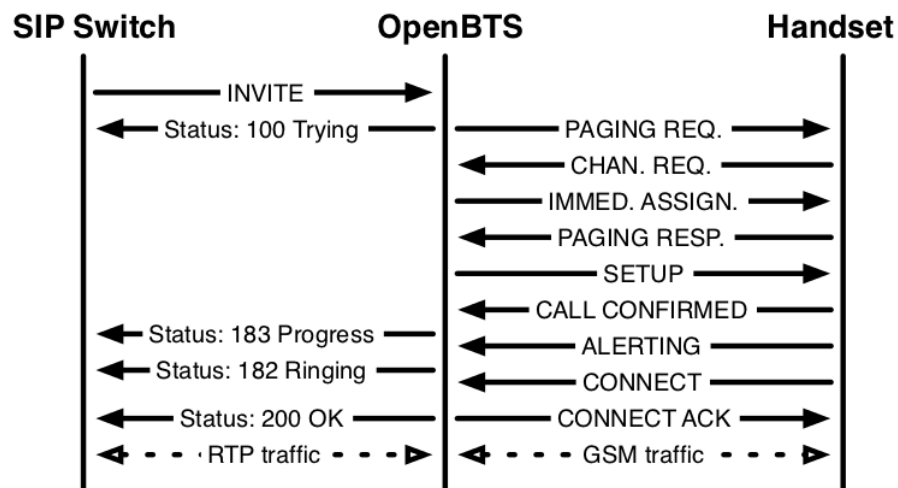 SIP Switch OpenBTS Handset
INVITE
Status: 100 Trying PAGING REQ.
CHAN. REQ.
IMMED. ASSIGN.
PAGING RESP.
SETUP
CALL CONFIRMED
Status: 183 Progress
ALERTING
Status: 182 Ringing
CONNECT
Status: 200 OK CONNECT ACK
RTP traffic GSM traffic